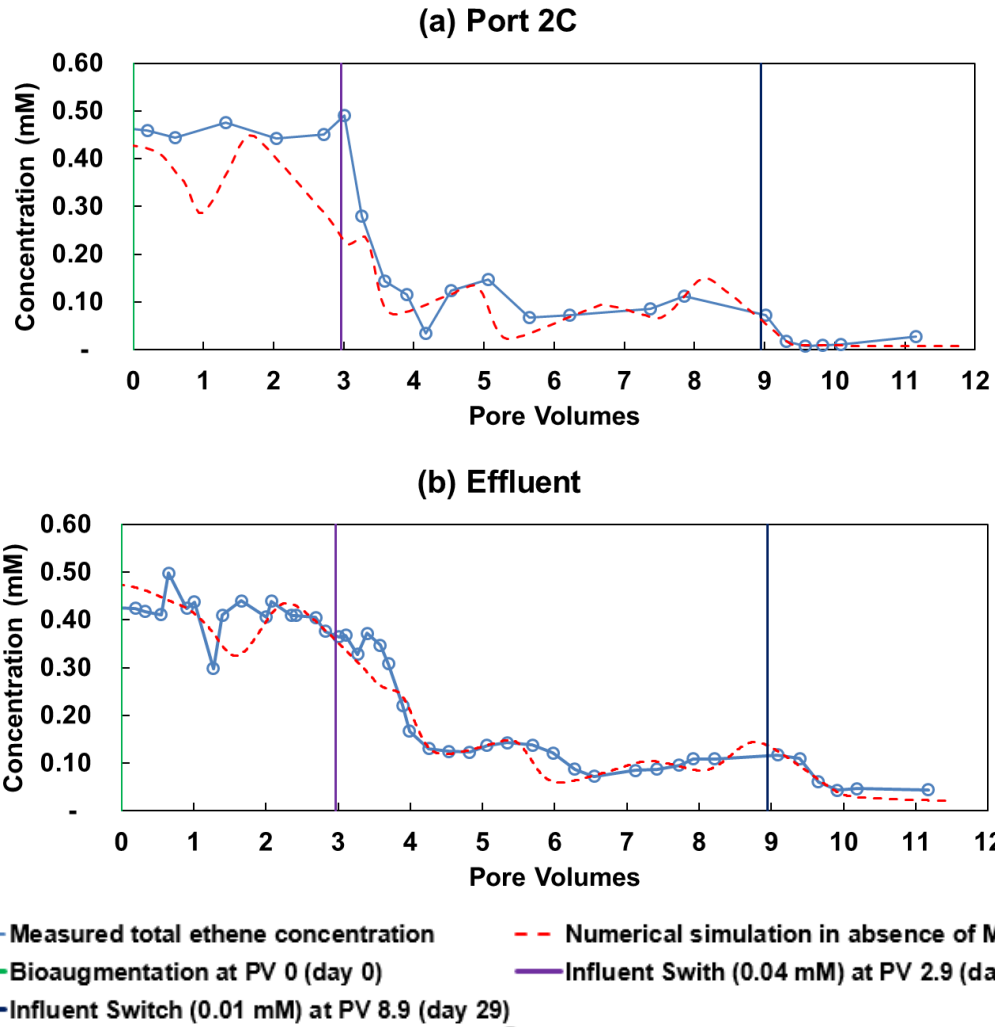 (a) Port 2C
Concentration (mM)
0.60
0.50
0.40
0.30
0.20
0.10
-
0 1 2 3 4 5 6 7 8 9 10 11 12
Pore Volumes
(b) Effluent
Concentration (mM)
0.60
0.50
0.40
0.30
0.20
0.10
-
0 1 2 3 4 5 6 7 8 9 10 11 12
Pore Volumes
Measured total ethene concentration
Numerical simulation in absence of M
Bioaugmentation at PV 0 (day 0)
Influent Swith (0.04 mM) at PV 2.9 (da
Influent Switch (0.01 mM) at PV 8.9 (day 29)